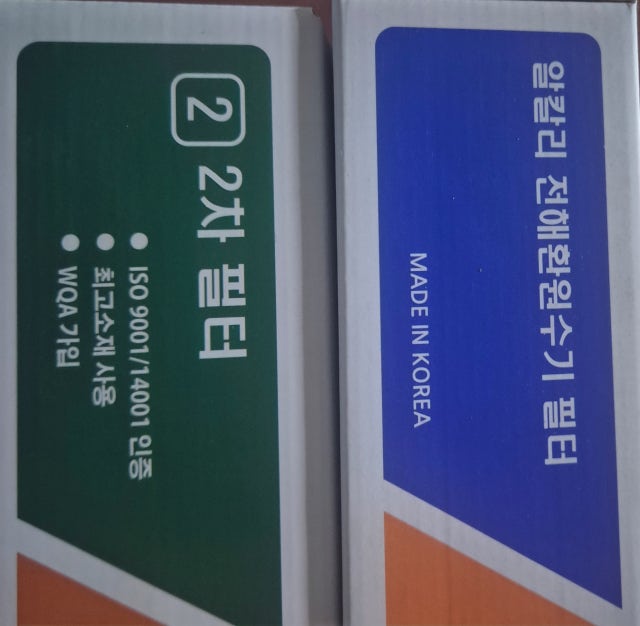 2
2차 필터
● ISO 9001/14001 인증
● 최고소재 사용
● WQA 가입
알칼리 전해환원수기 필터
MADE IN KOREA